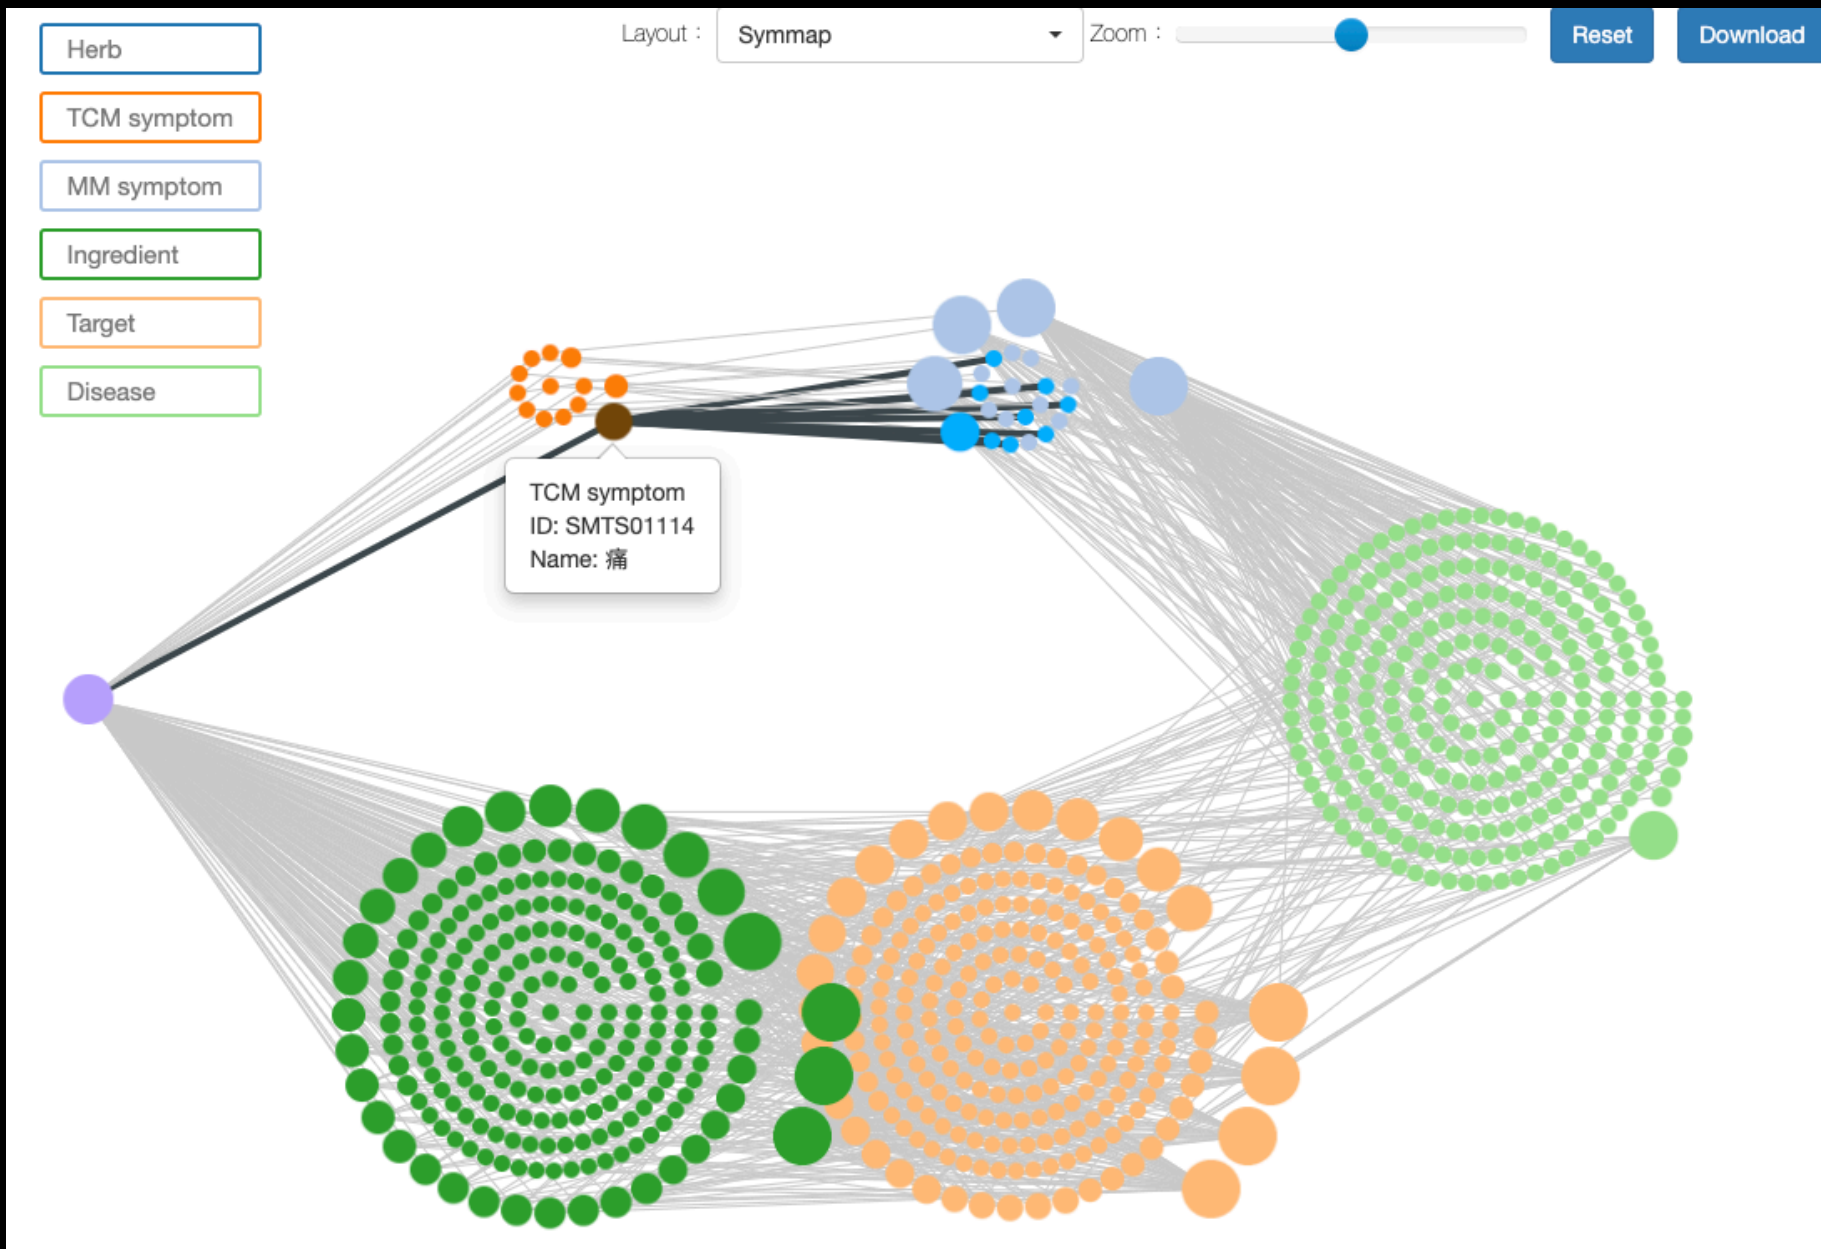 Herb
TCM symptom
MM symptom
Ingredient
Target
Disease
Layout：
Symmap
Zoom：
Reset
Download
TCM symptom
ID: SMTS01114
Name: 痛